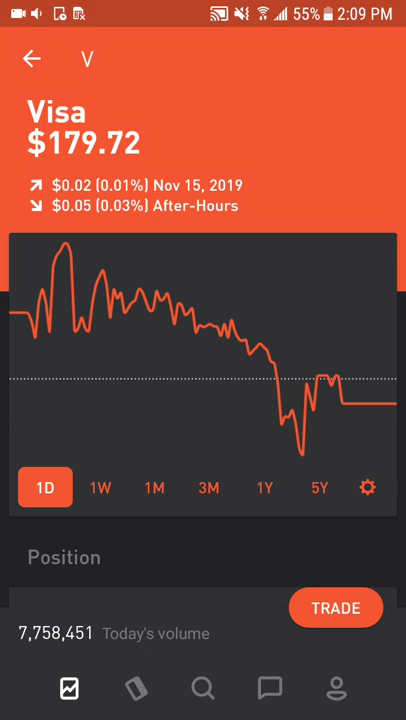 55% 2:09 PM
V
Visa
$179.72
$0.02 (0.01%) Nov 15, 2019
$0.05 (0.03%) After-Hours
1D 1W 1M 3M 1Y 5Y
Position
TRADE
7,758,451 Today's volume